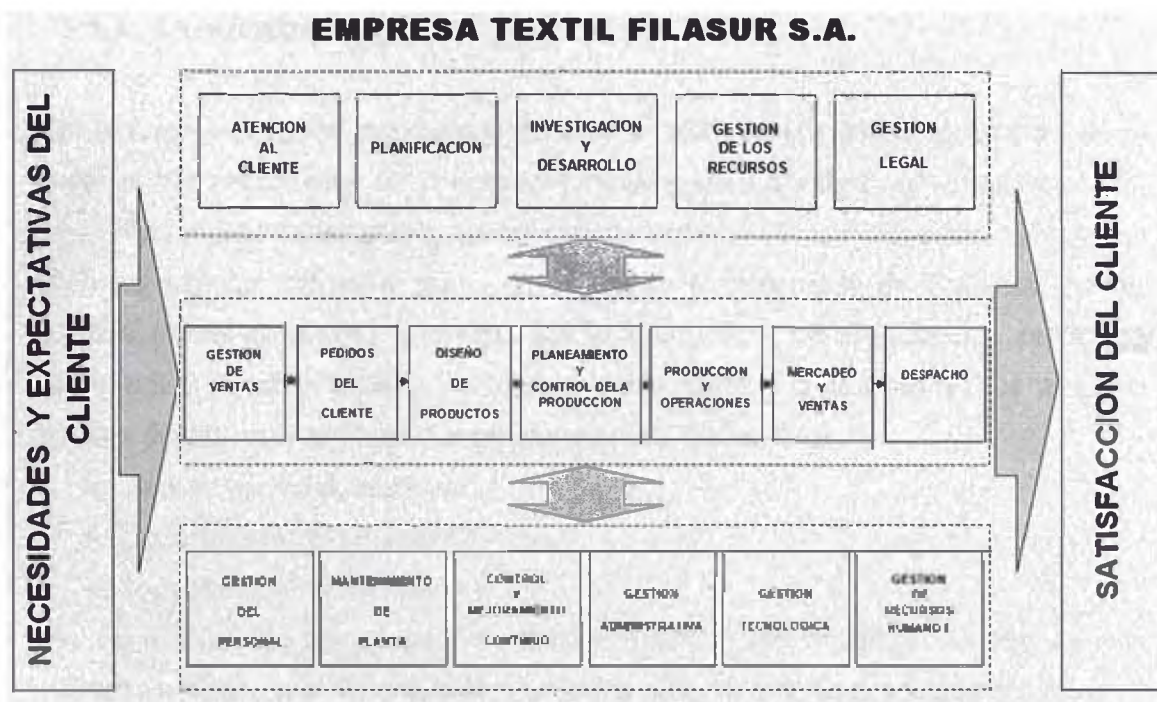 EMPRESA TEXTIL FILASUR S.A.
NECESIDADES Y EXPECTATIVAS DEL
CLIENTE
ATENCION
AL
CLIENTE
PLANIFICACION
INVESTIGACION
Y
DESARROLLO
GESTION
DE LOS
RECURSOS
GESTION
LEGAL
GESTION
DE
VENTAS
PEDIDOS
DEL
CLIENTE
DISEÑO
DE
PRODUCTOS
PLANEAMIENTO
Y
CONTROL DELA
PRODUCCION
PRODUCCION
Y
OPERACIONES
MERCADEO
Y
VENTAS
DESPACHO
GESTION
DEL
PERSONAL
MANTENIMIENTO
DE
PLANTA
CONTROL
Y
MEJORAMIENTO
CONTINUO
GESTION
ADMINISTRATIVA
GESTION
TECNOLOGICA
GESTION
DE
RECURSOS
SATISFACCION DEL CLIENTE